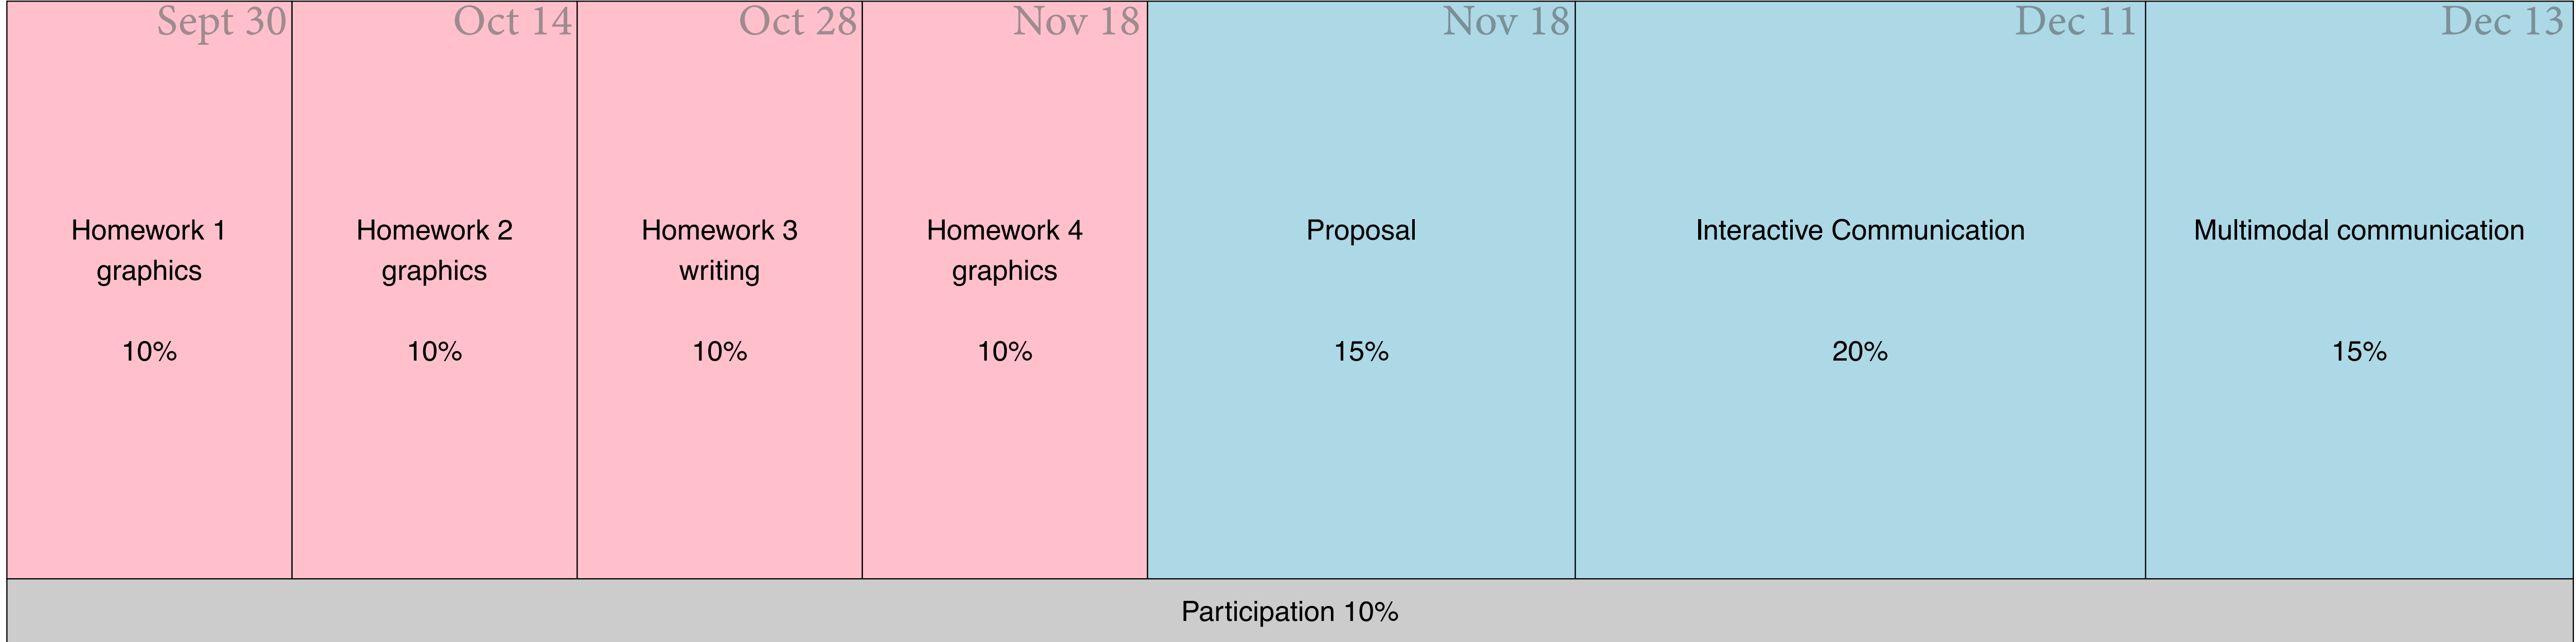 Sept 30
Homework 1
graphics
10%
Oct 14
Homework 2
graphics
10%
Oct 28
Homework 3
writing
10%
Nov 18
Homework 4
graphics
10%
Nov 18
Proposal
15%
Dec 11
Interactive Communication
20%
Dec 13
Multimodal communication
15%
Participation 10%